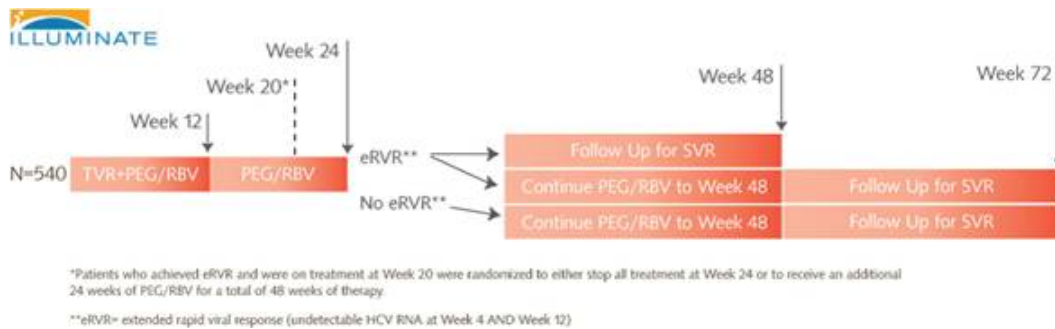 ILLUMINATE
Week 24
Week 48
Week 72
Week 20*
Week 12
eRVR**
Follow Up for SVR
N=540 TVR+PEG/RBV PEG/RBV
Continue PEG/RBV to Week 48 Follow Up for SVR
No eRVR**
Continue PEG/RBV to Week 48 Follow Up for SVR
*Patients who achieved eRVR and were on treatment at Week 20 were randomized to either stop all treatment at Week 24 or to receive an additional
24 weeks of PEG/RBV for a total of 48 weeks of therapy.
**eRVR= extended rapid viral response (undetectable HCV RNA at Week 4 AND Week 12)